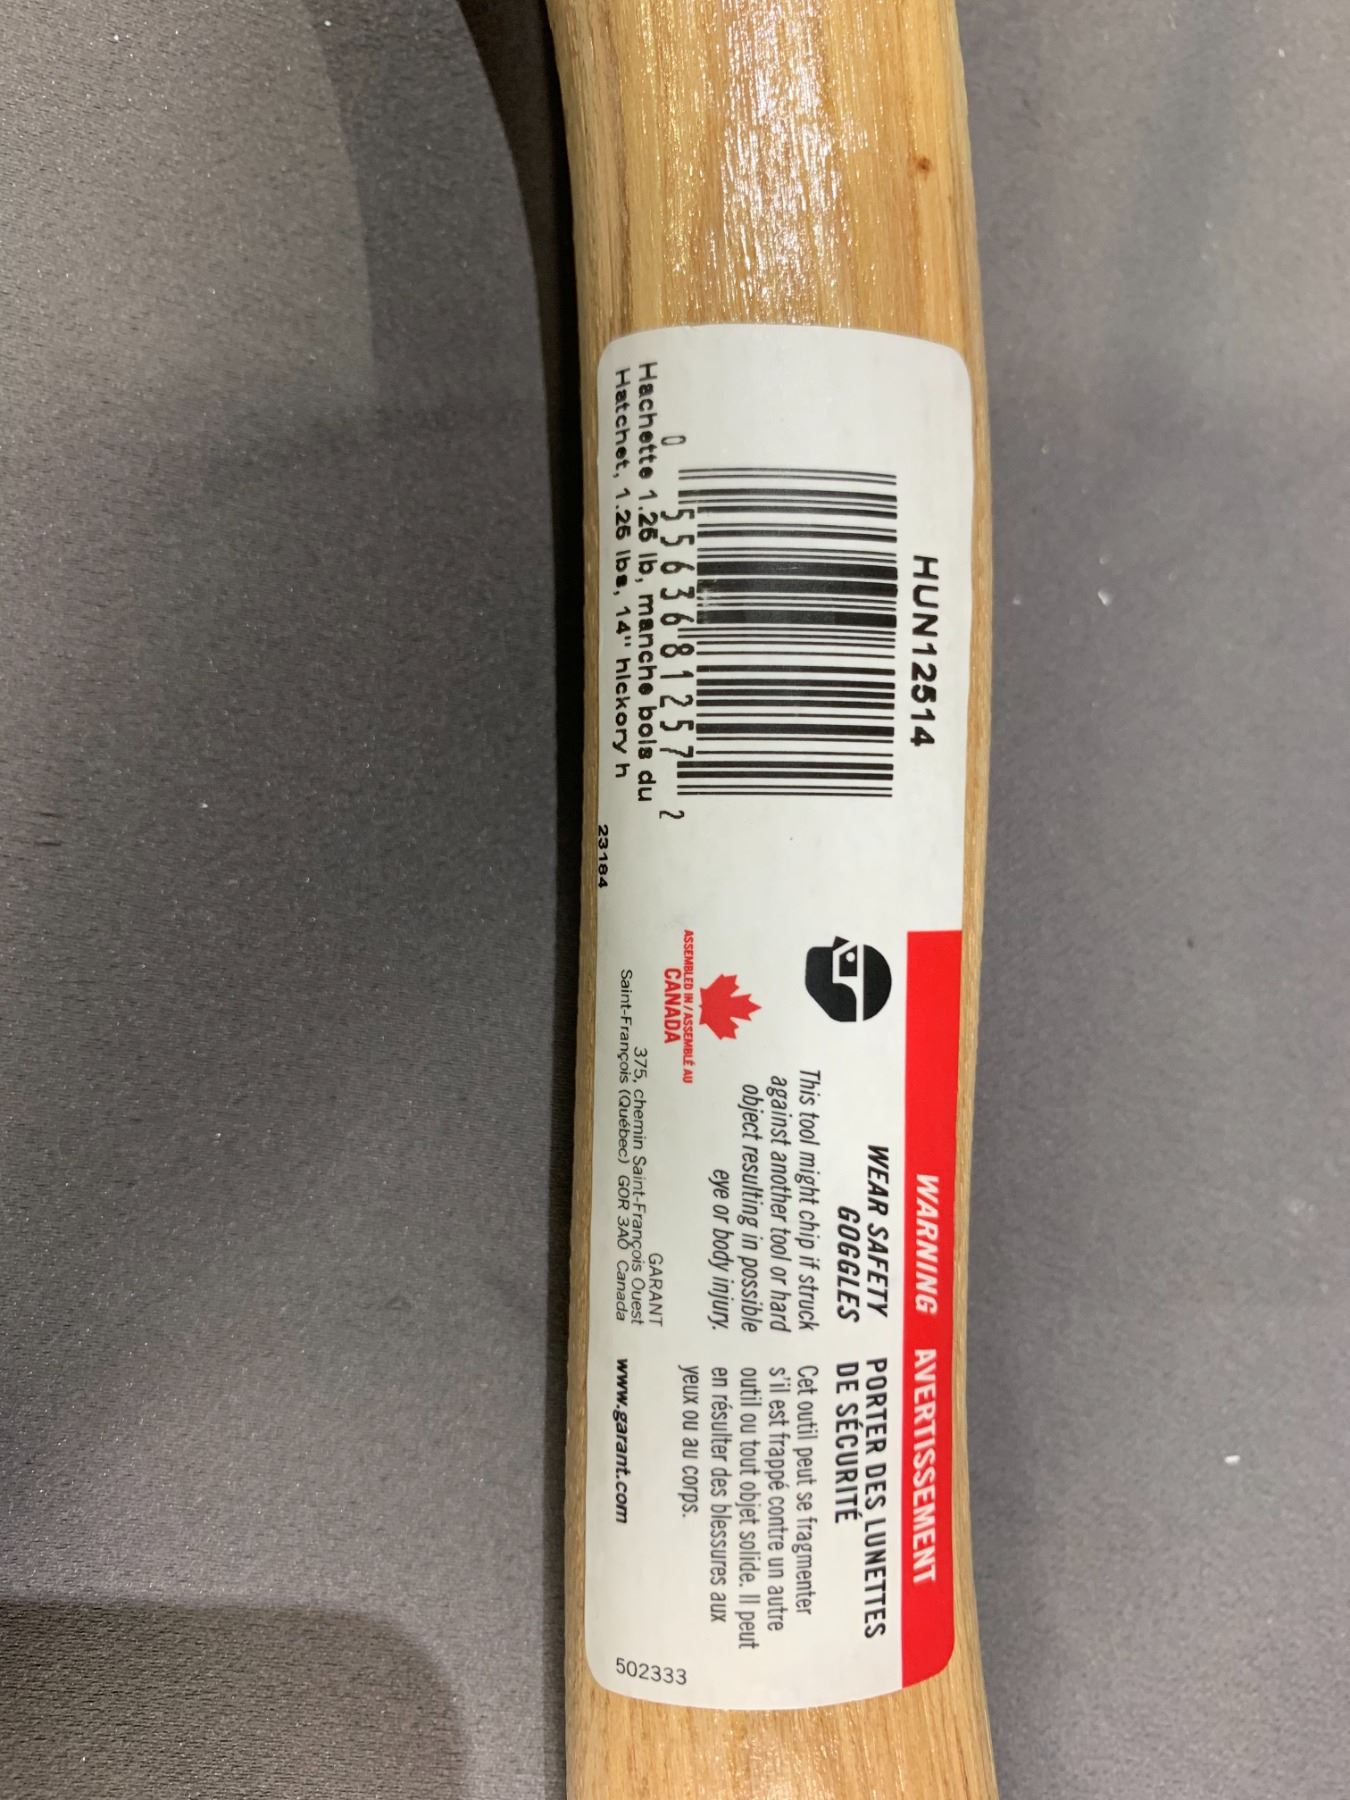 HUN12514
0 55636 81257 2
Hachette 1.25 lb, manche bois du
Hatchet, 1.25 lbs, 14" hickory h
23184
WARNING AVERTISSEMENT
WEAR SAFETY
GOGGLES
This tool might chip if struck
against another tool or hard
object resulting in possible
eye or body injury.
PORTER DES LUNETTES
DE SÉCURITÉ
Cet outil peut se fragmenter
s'il est frappé contre un autre
outil ou tout objet solide. Il peut
en résulter des blessures aux
yeux ou au corps.
ASSEMBLED IN / ASSEMBLÉ AU
CANADA
GARANT
375, chemin Saint-François Ouest
Saint-François (Québec) G0R 3A0 Canada
www.garant.com
502333